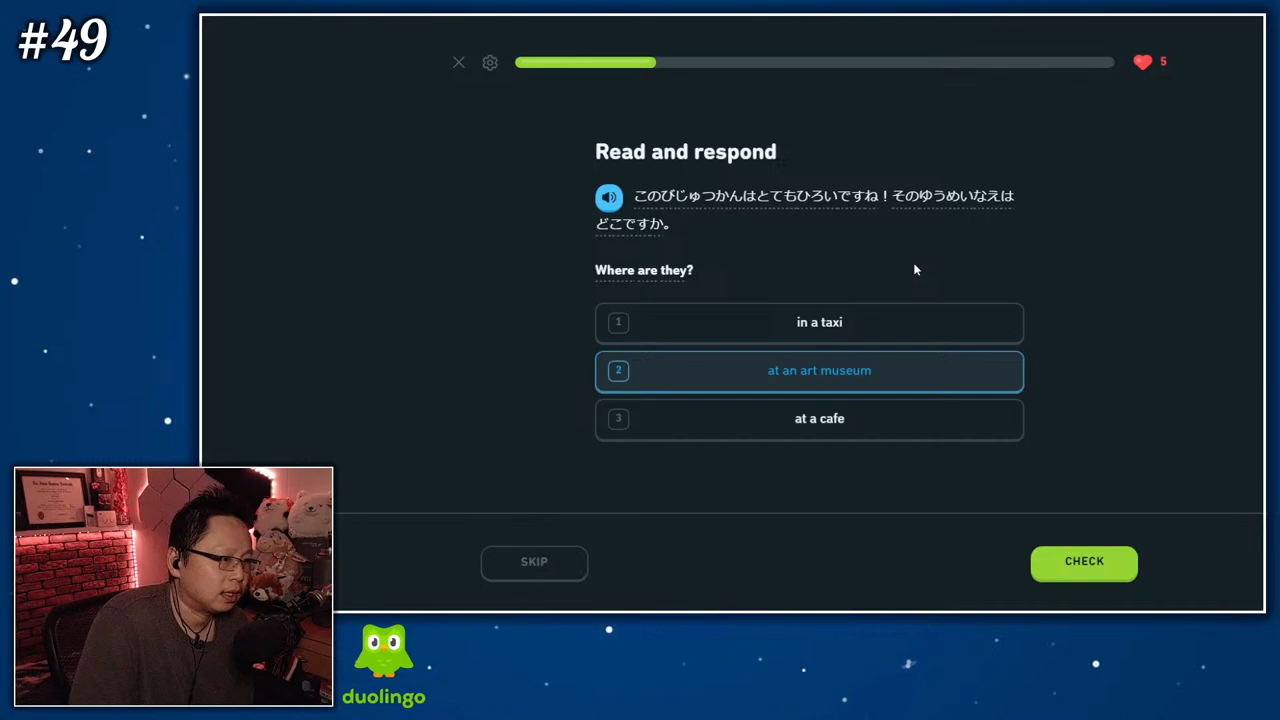 #49
5
Read and respond
このびじゅつかんはとてもひろいですね！そのゆうめいなえは
どこですか。
Where are they?
1 in a taxi
2 at an art museum
3 at a cafe
SKIP
CHECK
duolingo